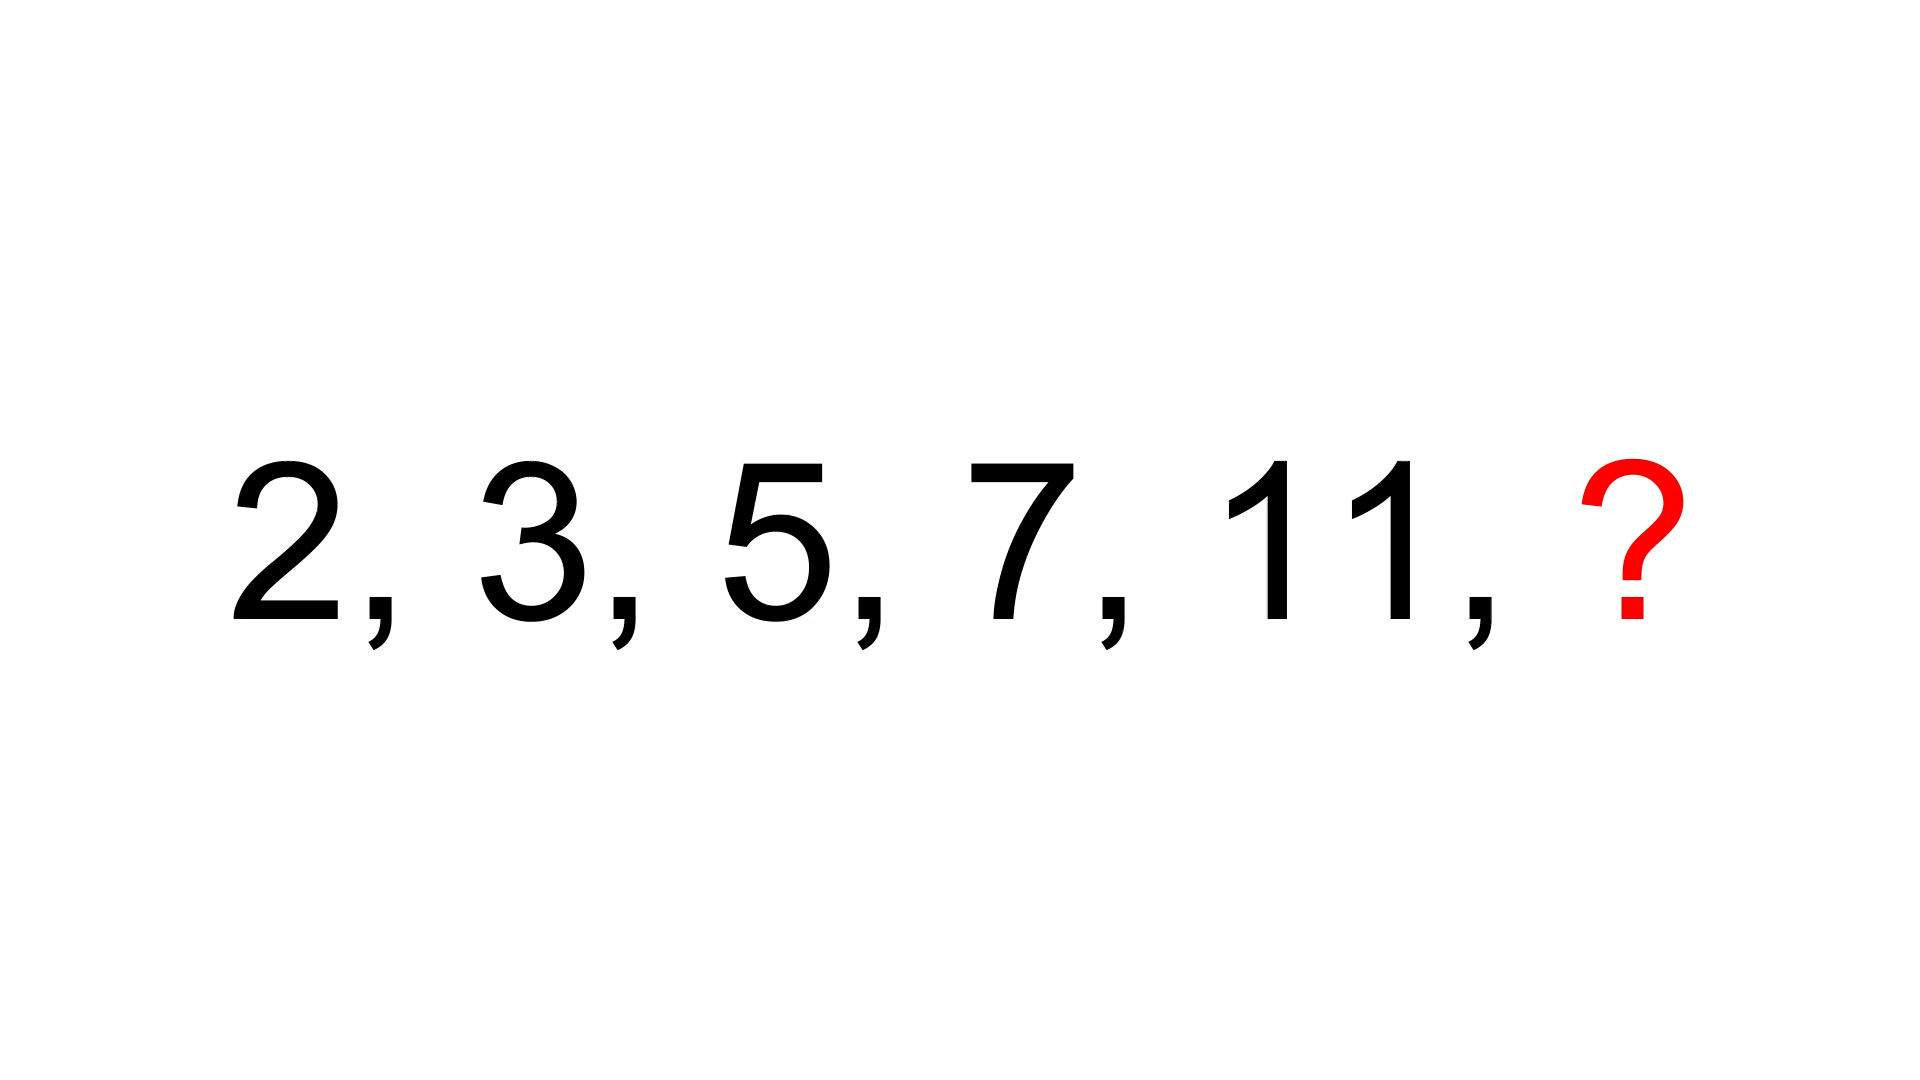 2, 3, 5, 7, 11, ?